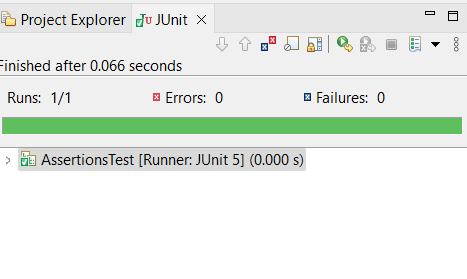 Project Explorer JUnit
Finished after 0.066 seconds
Runs: 1/1 Errors: 0 Failures: 0
AssertionsTest [Runner: JUnit 5] (0.000 s)